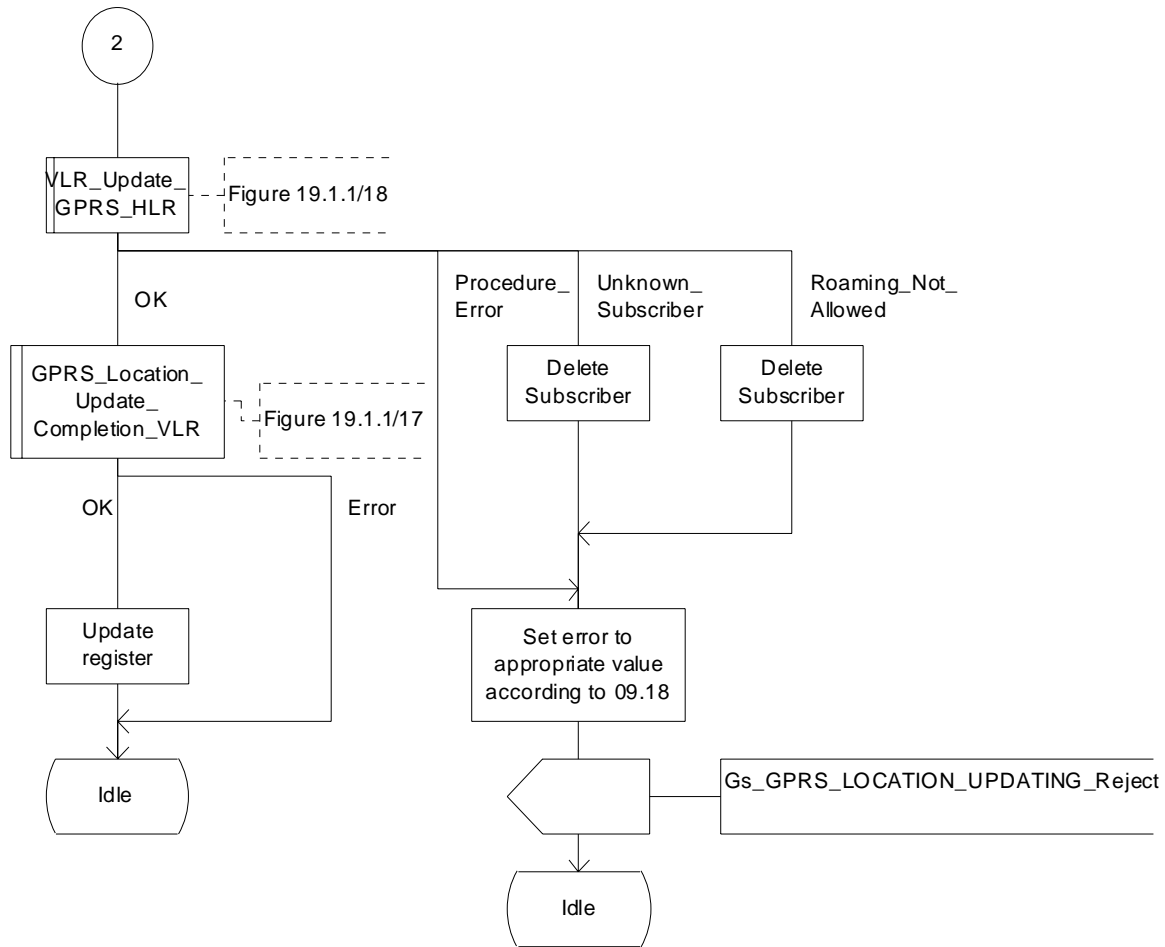 2
VLR_Update_
GPRS_HLR
Figure 19.1.1/18
OK
Procedure_
Error
Unknown_
Subscriber
Roaming_Not_
Allowed
GPRS_Location_
Update_
Completion_VLR
Figure 19.1.1/17
Delete
Subscriber
Delete
Subscriber
OK
Error
Update
register
Set error to
appropriate value
according to 09.18
Idle
Gs_GPRS_LOCATION_UPDATING_Reject
Idle